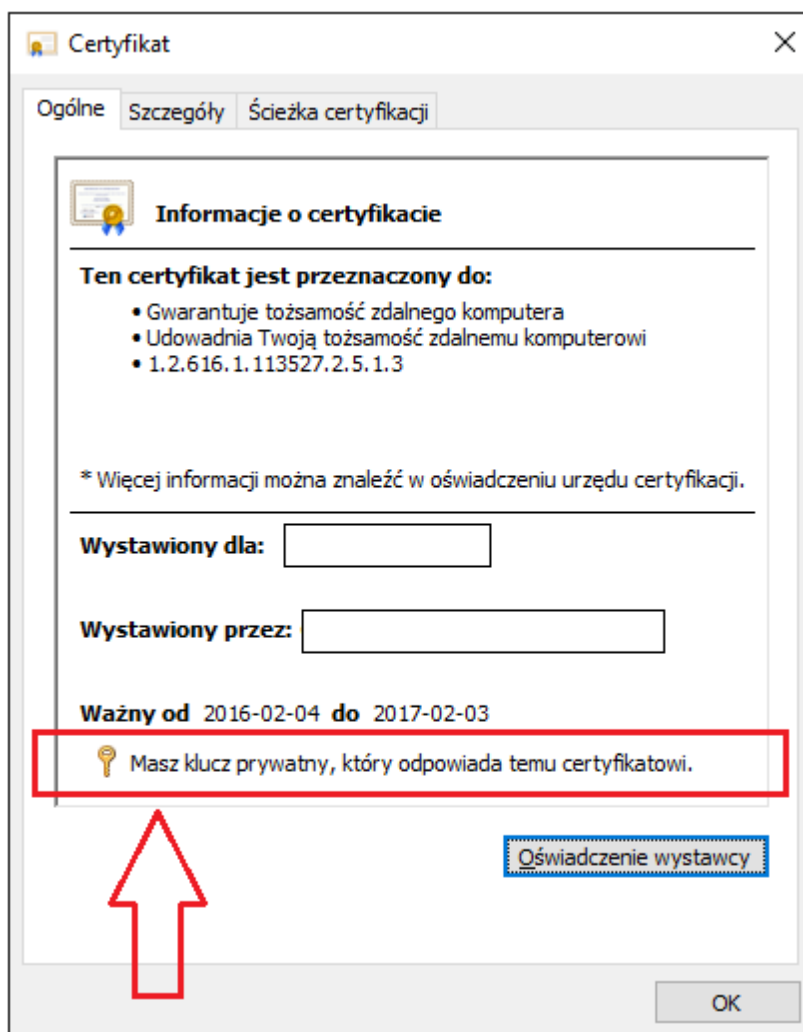 Certyfikat
Ogólne Szczegóły Ścieżka certyfikacji
Informacje o certyfikacie
Ten certyfikat jest przeznaczony do:
• Gwarantuje tożsamość zdalnego komputera
• Udowadnia Twoją tożsamość zdalnemu komputerowi
• 1.2.616.1.113527.2.5.1.3
* Więcej informacji można znaleźć w oświadczeniu urzędu certyfikacji.
Wystawiony dla:
Wystawiony przez:
Ważny od 2016-02-04 do 2017-02-03
Masz klucz prywatny, który odpowiada temu certyfikatowi.
Oświadczenie wystawcy
OK